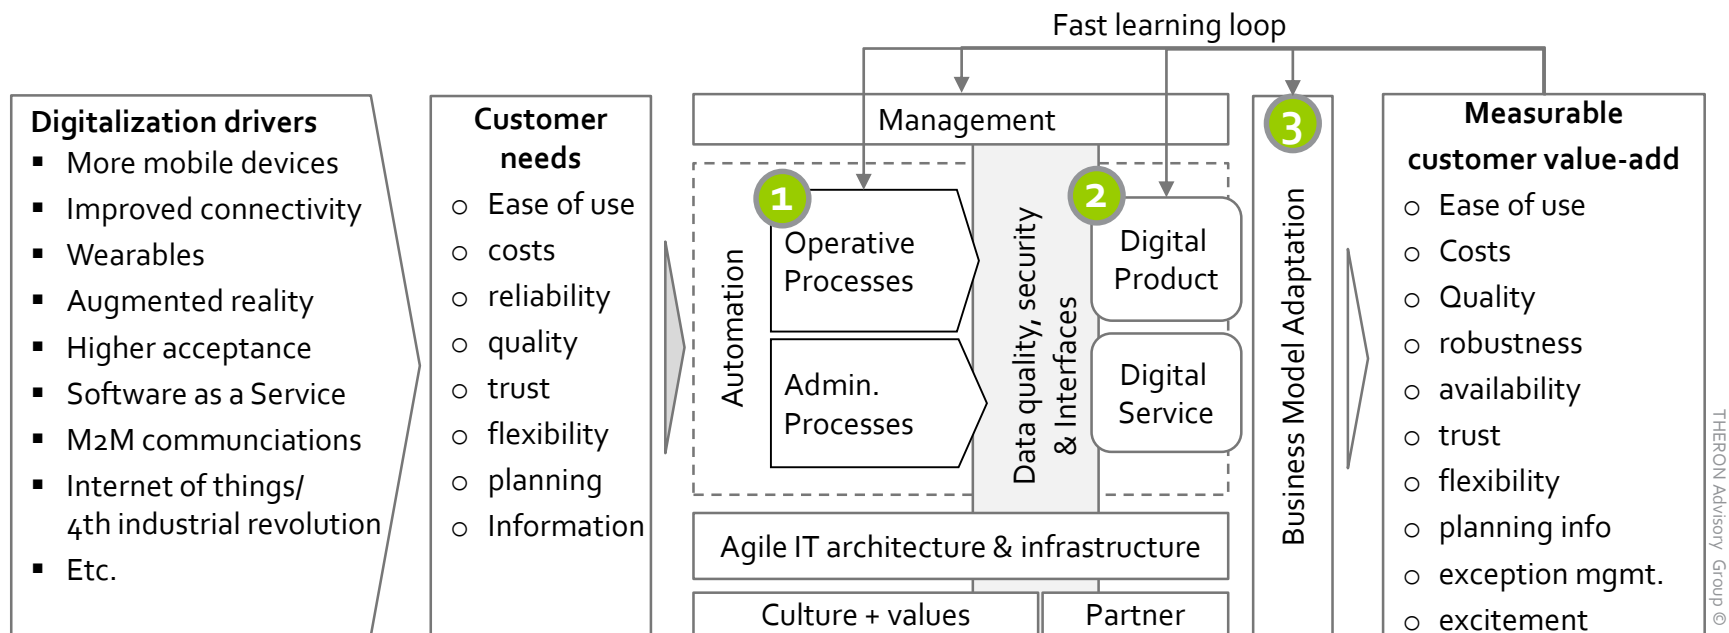 Fast learning loop
Digitalization drivers
▪ More mobile devices
▪ Improved connectivity
▪ Wearables
▪ Augmented reality
▪ Higher acceptance
▪ Software as a Service
▪ M2M communciations
▪ Internet of things/
4th industrial revolution
▪ Etc.
Customer
needs
o Ease of use
o costs
o reliability
o quality
o trust
o flexibility
o planning
o Information
Management
Automation
1
Operative
Processes
Admin.
Processes
Data quality, security
& Interfaces
2
Digital
Product
Digital
Service
Agile IT architecture & infrastructure
Culture + values
Partner
3
Business Model Adaptation
Measurable
customer value-add
o Ease of use
o Costs
o Quality
o robustness
o availability
o trust
o flexibility
o planning info
o exception mgmt.
o excitement
THERON Advisory Group ©